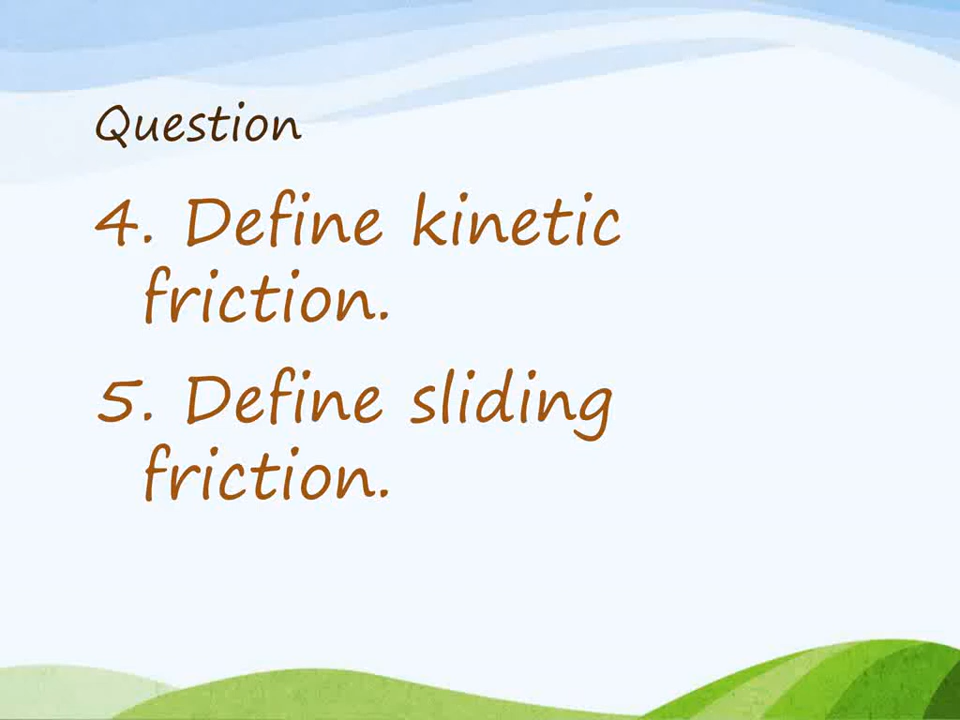 Question
4. Define kinetic
friction.
5. Define sliding
friction.